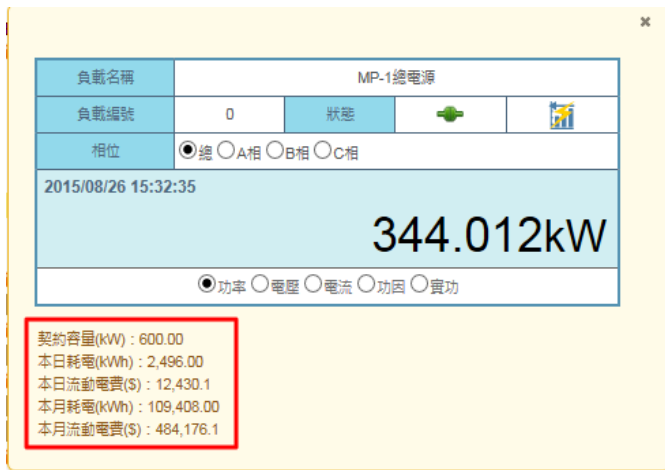 負載名稱 MP-1總電源
負載編號 0 狀態
相位 總 A相 B相 C相
2015/08/26 15:32:35
344.012kW
功率 電壓 電流 功因 實功
契約容量(kW) : 600.00
本日耗電(kWh) : 2,496.00
本日流動電費($) : 12,430.1
本月耗電(kWh) : 109,408.00
本月流動電費($) : 484,176.1